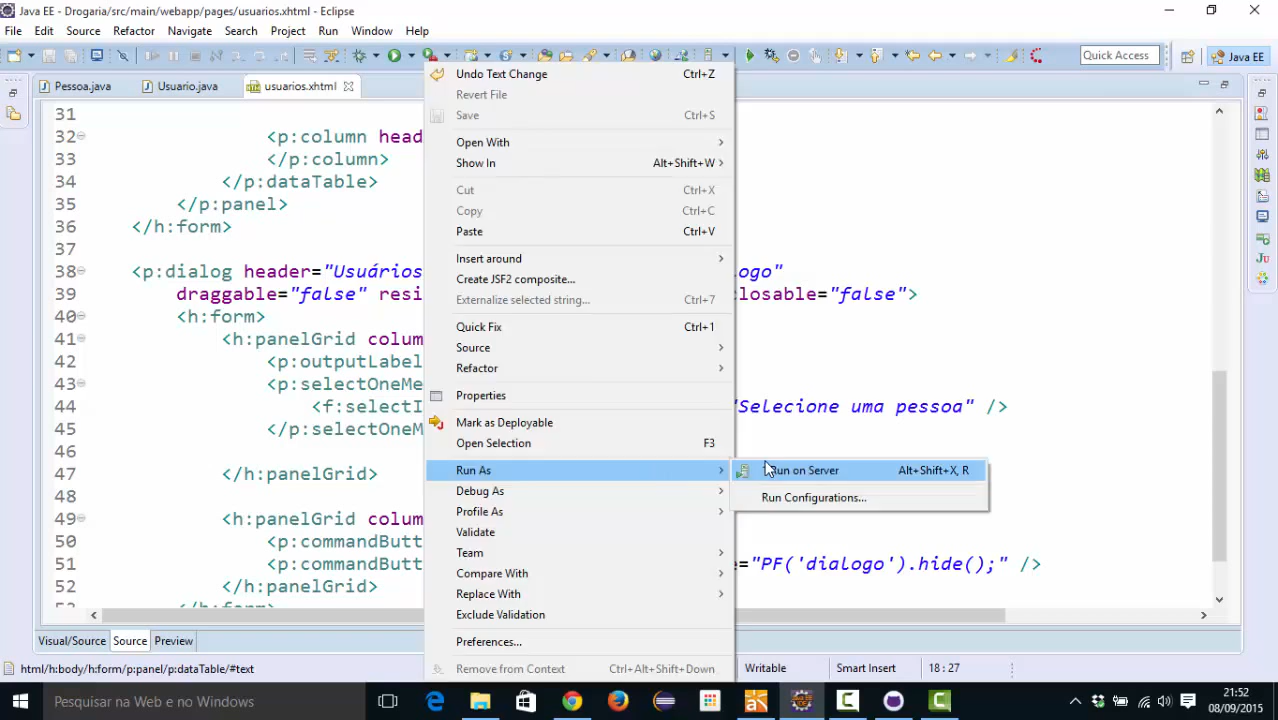 Java EE - Drogaria/src/main/webapp/pages/usuarios.xhtml - Eclipse
File Edit Source Refactor Navigate Search Project Run Window Help
Quick Access Java EE
Pessoa.java Usuario.java usuarios.xhtml
31
32 <p:column head
33 </p:column>
34 </p:dataTable>
35 </p:panel>
36 </h:form>
37
38 <p:dialog header="Usuários logo"
39 draggable="false" resi closable="false">
40 <h:form>
41 <h:panelGrid colum
42 <p:outputLabel
43 <p:selectOneMe
44 <f:selectI "Selecione uma pessoa" />
45 </p:selectOneM
46
47 </h:panelGrid>
48
49 <h:panelGrid colum
50 <p:commandButt
51 <p:commandButt e="PF('dialogo').hide();" />
52 </h:panelGrid>
53 </h:form>
Undo Text Change Ctrl+Z
Revert File
Save Ctrl+S
Open With
Show In Alt+Shift+W
Cut Ctrl+X
Copy Ctrl+C
Paste Ctrl+V
Insert around
Create JSF2 composite...
Externalize selected string... Ctrl+7
Quick Fix Ctrl+1
Source
Refactor
Properties
Mark as Deployable
Open Selection F3
Run As
Debug As
Profile As
Validate
Team
Compare With
Replace With
Exclude Validation
Preferences...
Remove from Context Ctrl+Alt+Shift+Down
Run on Server Alt+Shift+X, R
Run Configurations...
Visual/Source Source Preview
html/h:body/h:form/p:panel/p:dataTable/#text Writable Smart Insert 18 : 27
Pesquisar na Web e no Windows
21:52
08/09/2015